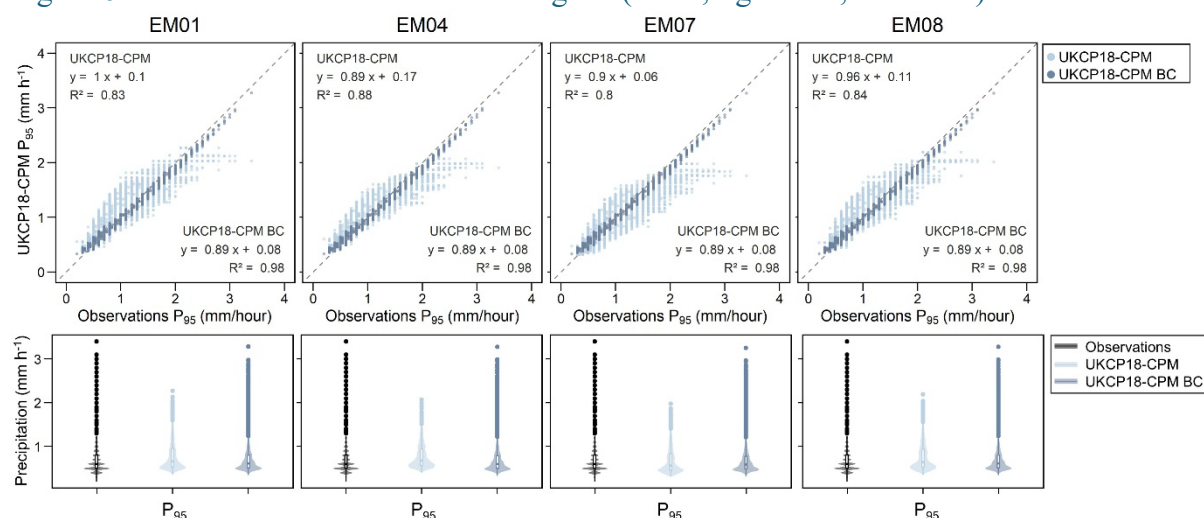 EM01 EM04 EM07 EM08
UKCP18-CPM
y = 1 x + 0.1
R² = 0.83
UKCP18-CPM BC
y = 0.89 x + 0.08
R² = 0.98
UKCP18-CPM
y = 0.89 x + 0.17
R² = 0.88
UKCP18-CPM BC
y = 0.89 x + 0.08
R² = 0.98
UKCP18-CPM
y = 0.9 x + 0.06
R² = 0.8
UKCP18-CPM BC
y = 0.89 x + 0.08
R² = 0.98
UKCP18-CPM
y = 0.96 x + 0.11
R² = 0.84
UKCP18-CPM BC
y = 0.89 x + 0.08
R² = 0.98
UKCP18-CPM
UKCP18-CPM BC
UKCP18-CPM P₉₅ (mm h⁻¹)
4
3
2
1
0
0 1 2 3 4 0 1 2 3 4 0 1 2 3 4 0 1 2 3 4
Observations P₉₅ (mm/hour) Observations P₉₅ (mm/hour) Observations P₉₅ (mm/hour) Observations P₉₅ (mm/hour)
Precipitation (mm h⁻¹)
3
2
1
P₉₅ P₉₅ P₉₅ P₉₅
Observations
UKCP18-CPM
UKCP18-CPM BC